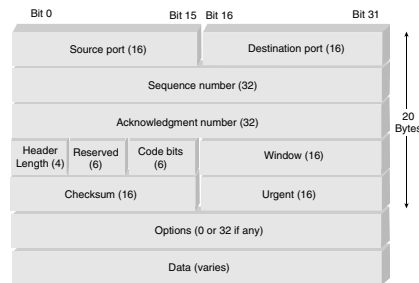 Bit 0 Bit 15 Bit 16 Bit 31
Source port (16) Destination port (16)
Sequence number (32)
Acknowledgment number (32)
20
Bytes
Header
Length (4)
Reserved
(6)
Code bits
(6)
Window (16)
Checksum (16) Urgent (16)
Options (0 or 32 if any)
Data (varies)